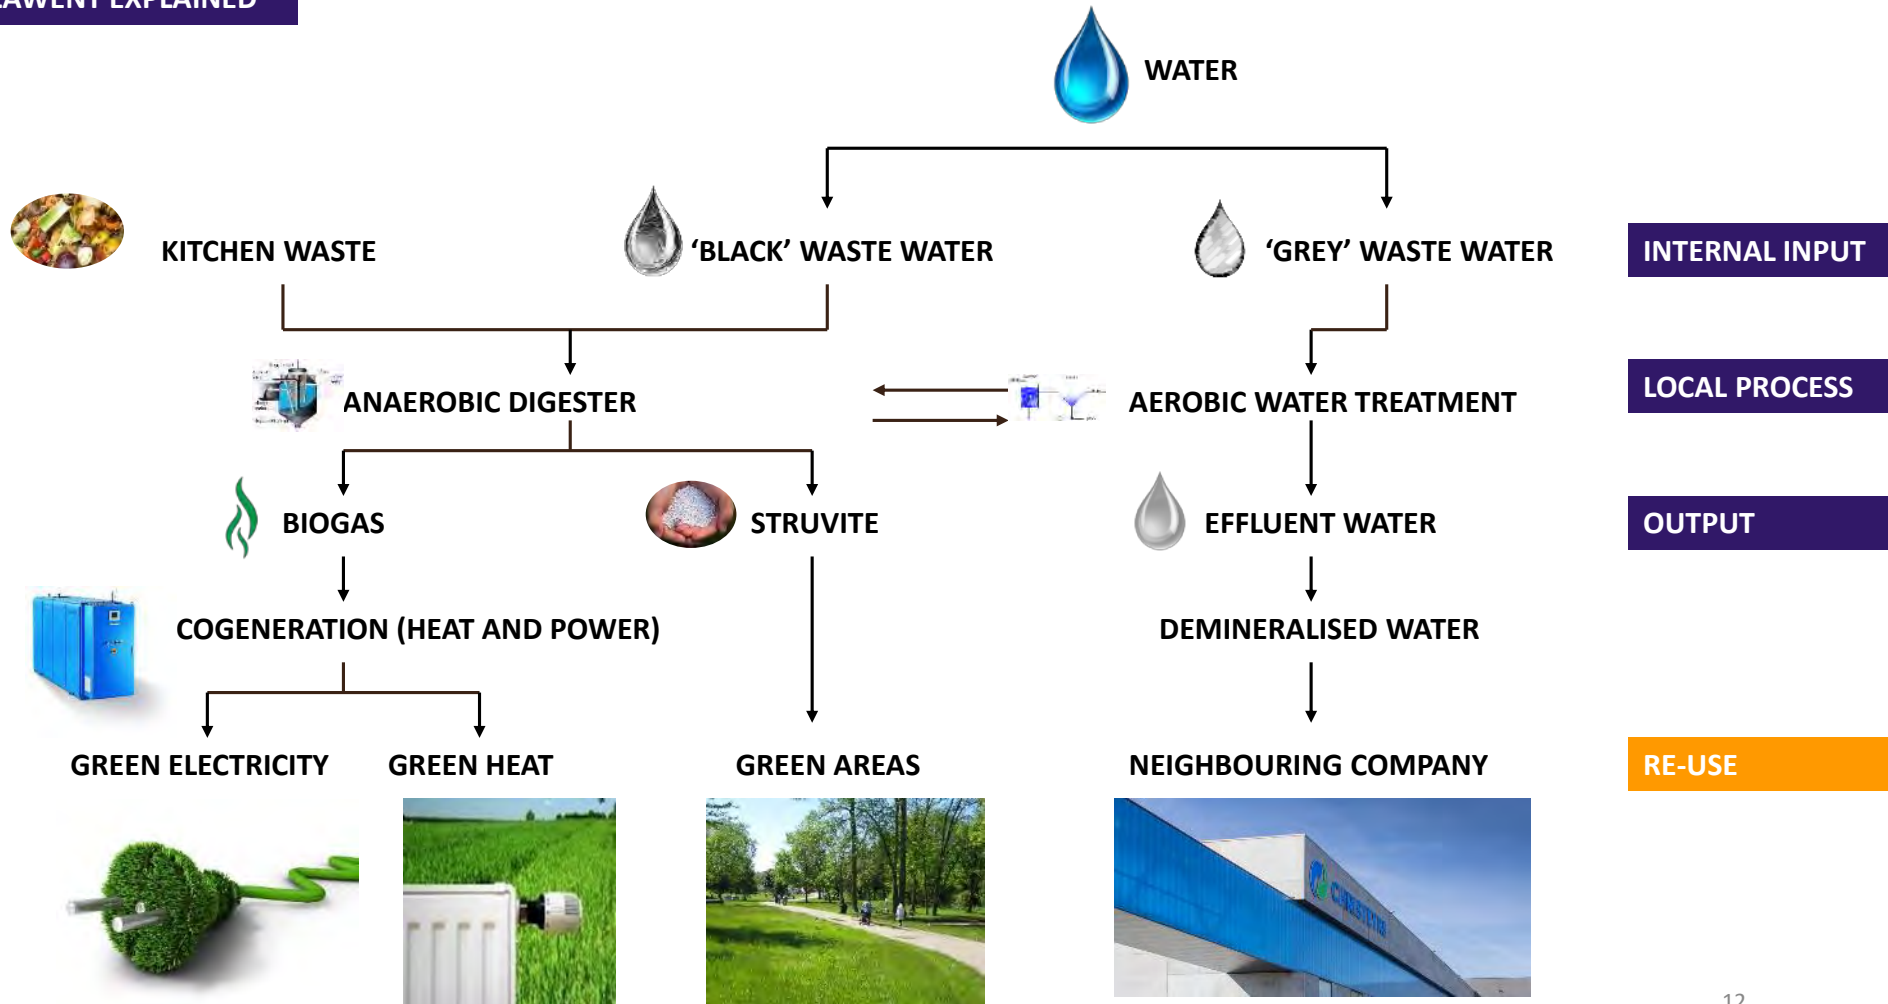 EXPLAINED
WATER
KITCHEN WASTE
‘BLACK’ WASTE WATER
‘GREY’ WASTE WATER
INTERNAL INPUT
ANAEROBIC DIGESTER
AEROBIC WATER TREATMENT
LOCAL PROCESS
BIOGAS
STRUVITE
EFFLUENT WATER
OUTPUT
COGENERATION (HEAT AND POWER)
DEMINERALISED WATER
GREEN ELECTRICITY
GREEN HEAT
GREEN AREAS
NEIGHBOURING COMPANY
RE-USE
12